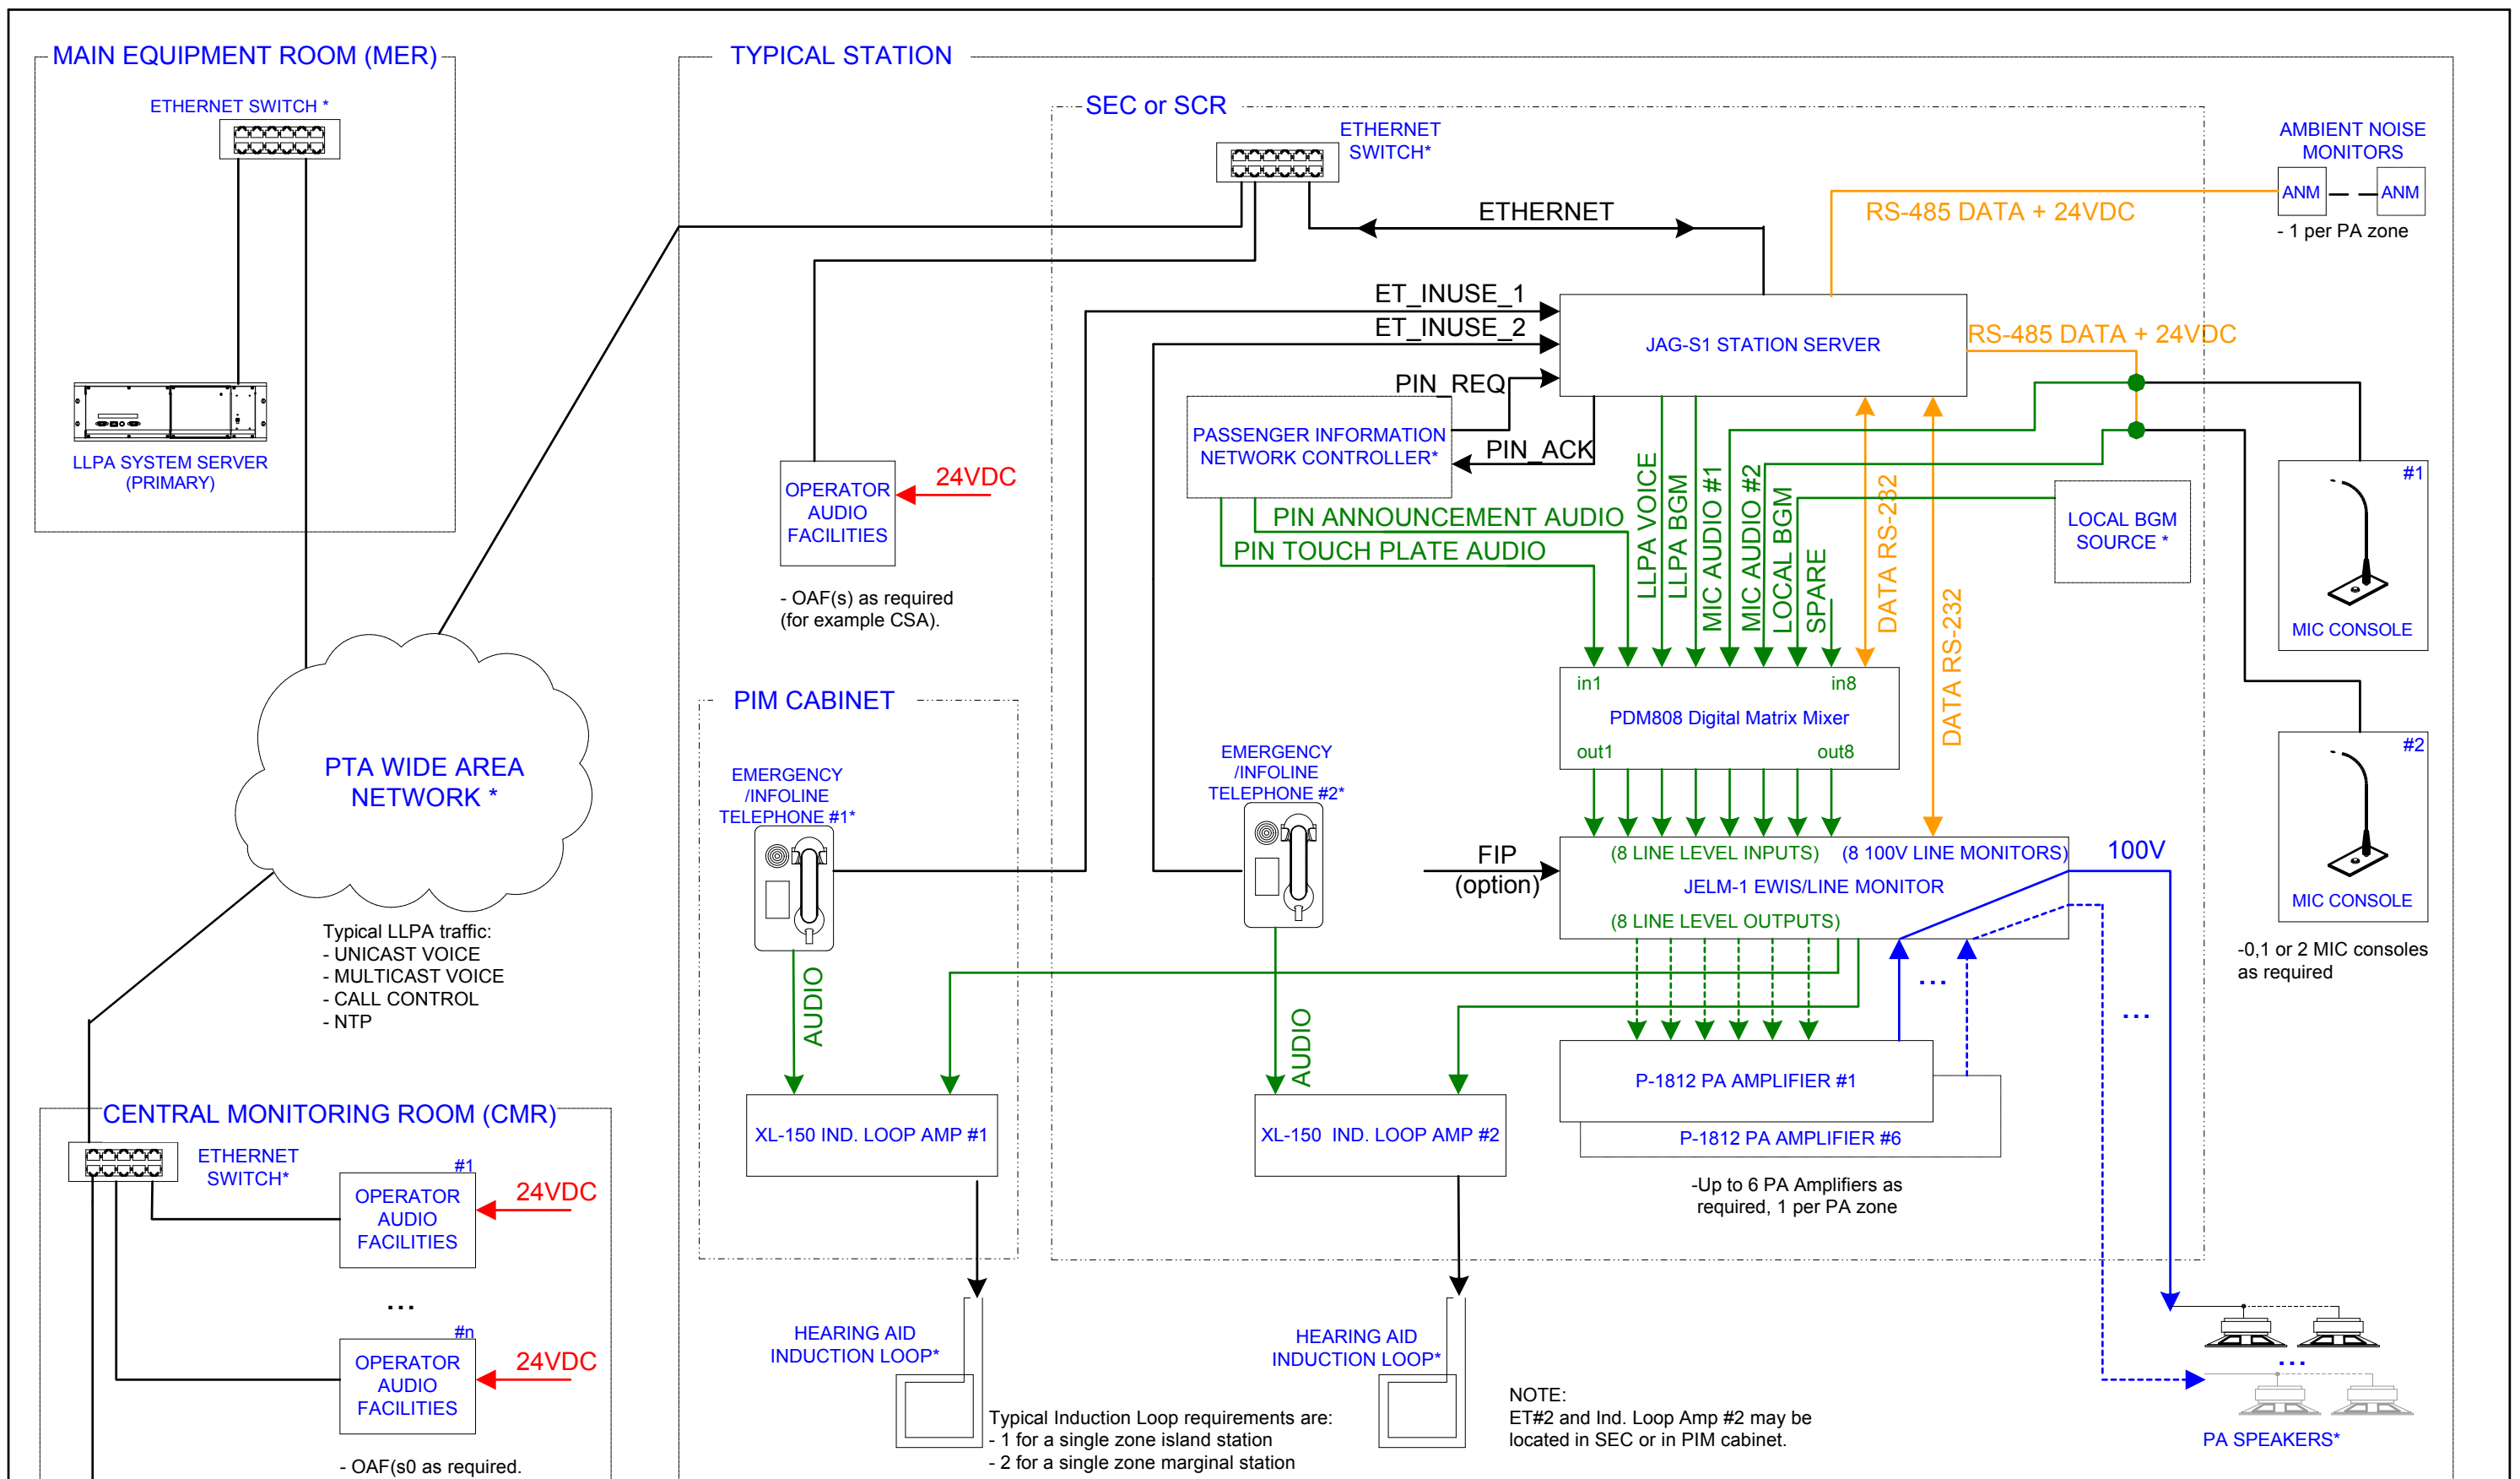 MAIN EQUIPMENT ROOM (MER)
ETHERNET SWITCH *
LLPA SYSTEM SERVER
(PRIMARY)
PTA WIDE AREA
NETWORK *
Typical LLPA traffic:
- UNICAST VOICE
- MULTICAST VOICE
- CALL CONTROL
- NTP
CENTRAL MONITORING ROOM (CMR)
ETHERNET
SWITCH*
#1
OPERATOR
AUDIO
FACILITIES
24VDC
...
#n
OPERATOR
AUDIO
FACILITIES
24VDC
- OAF(s0 as required.
TYPICAL STATION
OPERATOR
AUDIO
FACILITIES
24VDC
- OAF(s) as required
(for example CSA).
PIM CABINET
EMERGENCY
/INFOLINE
TELEPHONE #1*
AUDIO
XL-150 IND. LOOP AMP #1
HEARING AID
INDUCTION LOOP*
Typical Induction Loop requirements are:
- 1 for a single zone island station
- 2 for a single zone marginal station
SEC or SCR
ETHERNET
SWITCH*
ETHERNET
RS-485 DATA + 24VDC
AMBIENT NOISE
MONITORS
ANM
ANM
- 1 per PA zone
ET_INUSE_1
ET_INUSE_2
JAG-S1 STATION SERVER
RS-485 DATA + 24VDC
PIN_REQ
PASSENGER INFORMATION
NETWORK CONTROLLER*
PIN_ACK
PIN ANNOUNCEMENT AUDIO
PIN TOUCH PLATE AUDIO
LLPA VOICE
LLPA BGM
MIC AUDIO #1
MIC AUDIO #2
LOCAL BGM
SPARE
DATA RS-232
DATA RS-232
LOCAL BGM
SOURCE *
#1
MIC CONSOLE
#2
MIC CONSOLE
-0,1 or 2 MIC consoles
as required
in1
in8
PDM808 Digital Matrix Mixer
out1
out8
EMERGENCY
/INFOLINE
TELEPHONE #2*
AUDIO
FIP
(option)
(8 LINE LEVEL INPUTS)
(8 100V LINE MONITORS)
JELM-1 EWIS/LINE MONITOR
(8 LINE LEVEL OUTPUTS)
100V
...
...
P-1812 PA AMPLIFIER #1
P-1812 PA AMPLIFIER #6
-Up to 6 PA Amplifiers as
required, 1 per PA zone
XL-150 IND. LOOP AMP #2
HEARING AID
INDUCTION LOOP*
NOTE:
ET#2 and Ind. Loop Amp #2 may be
located in SEC or in PIM cabinet.
...
PA SPEAKERS*